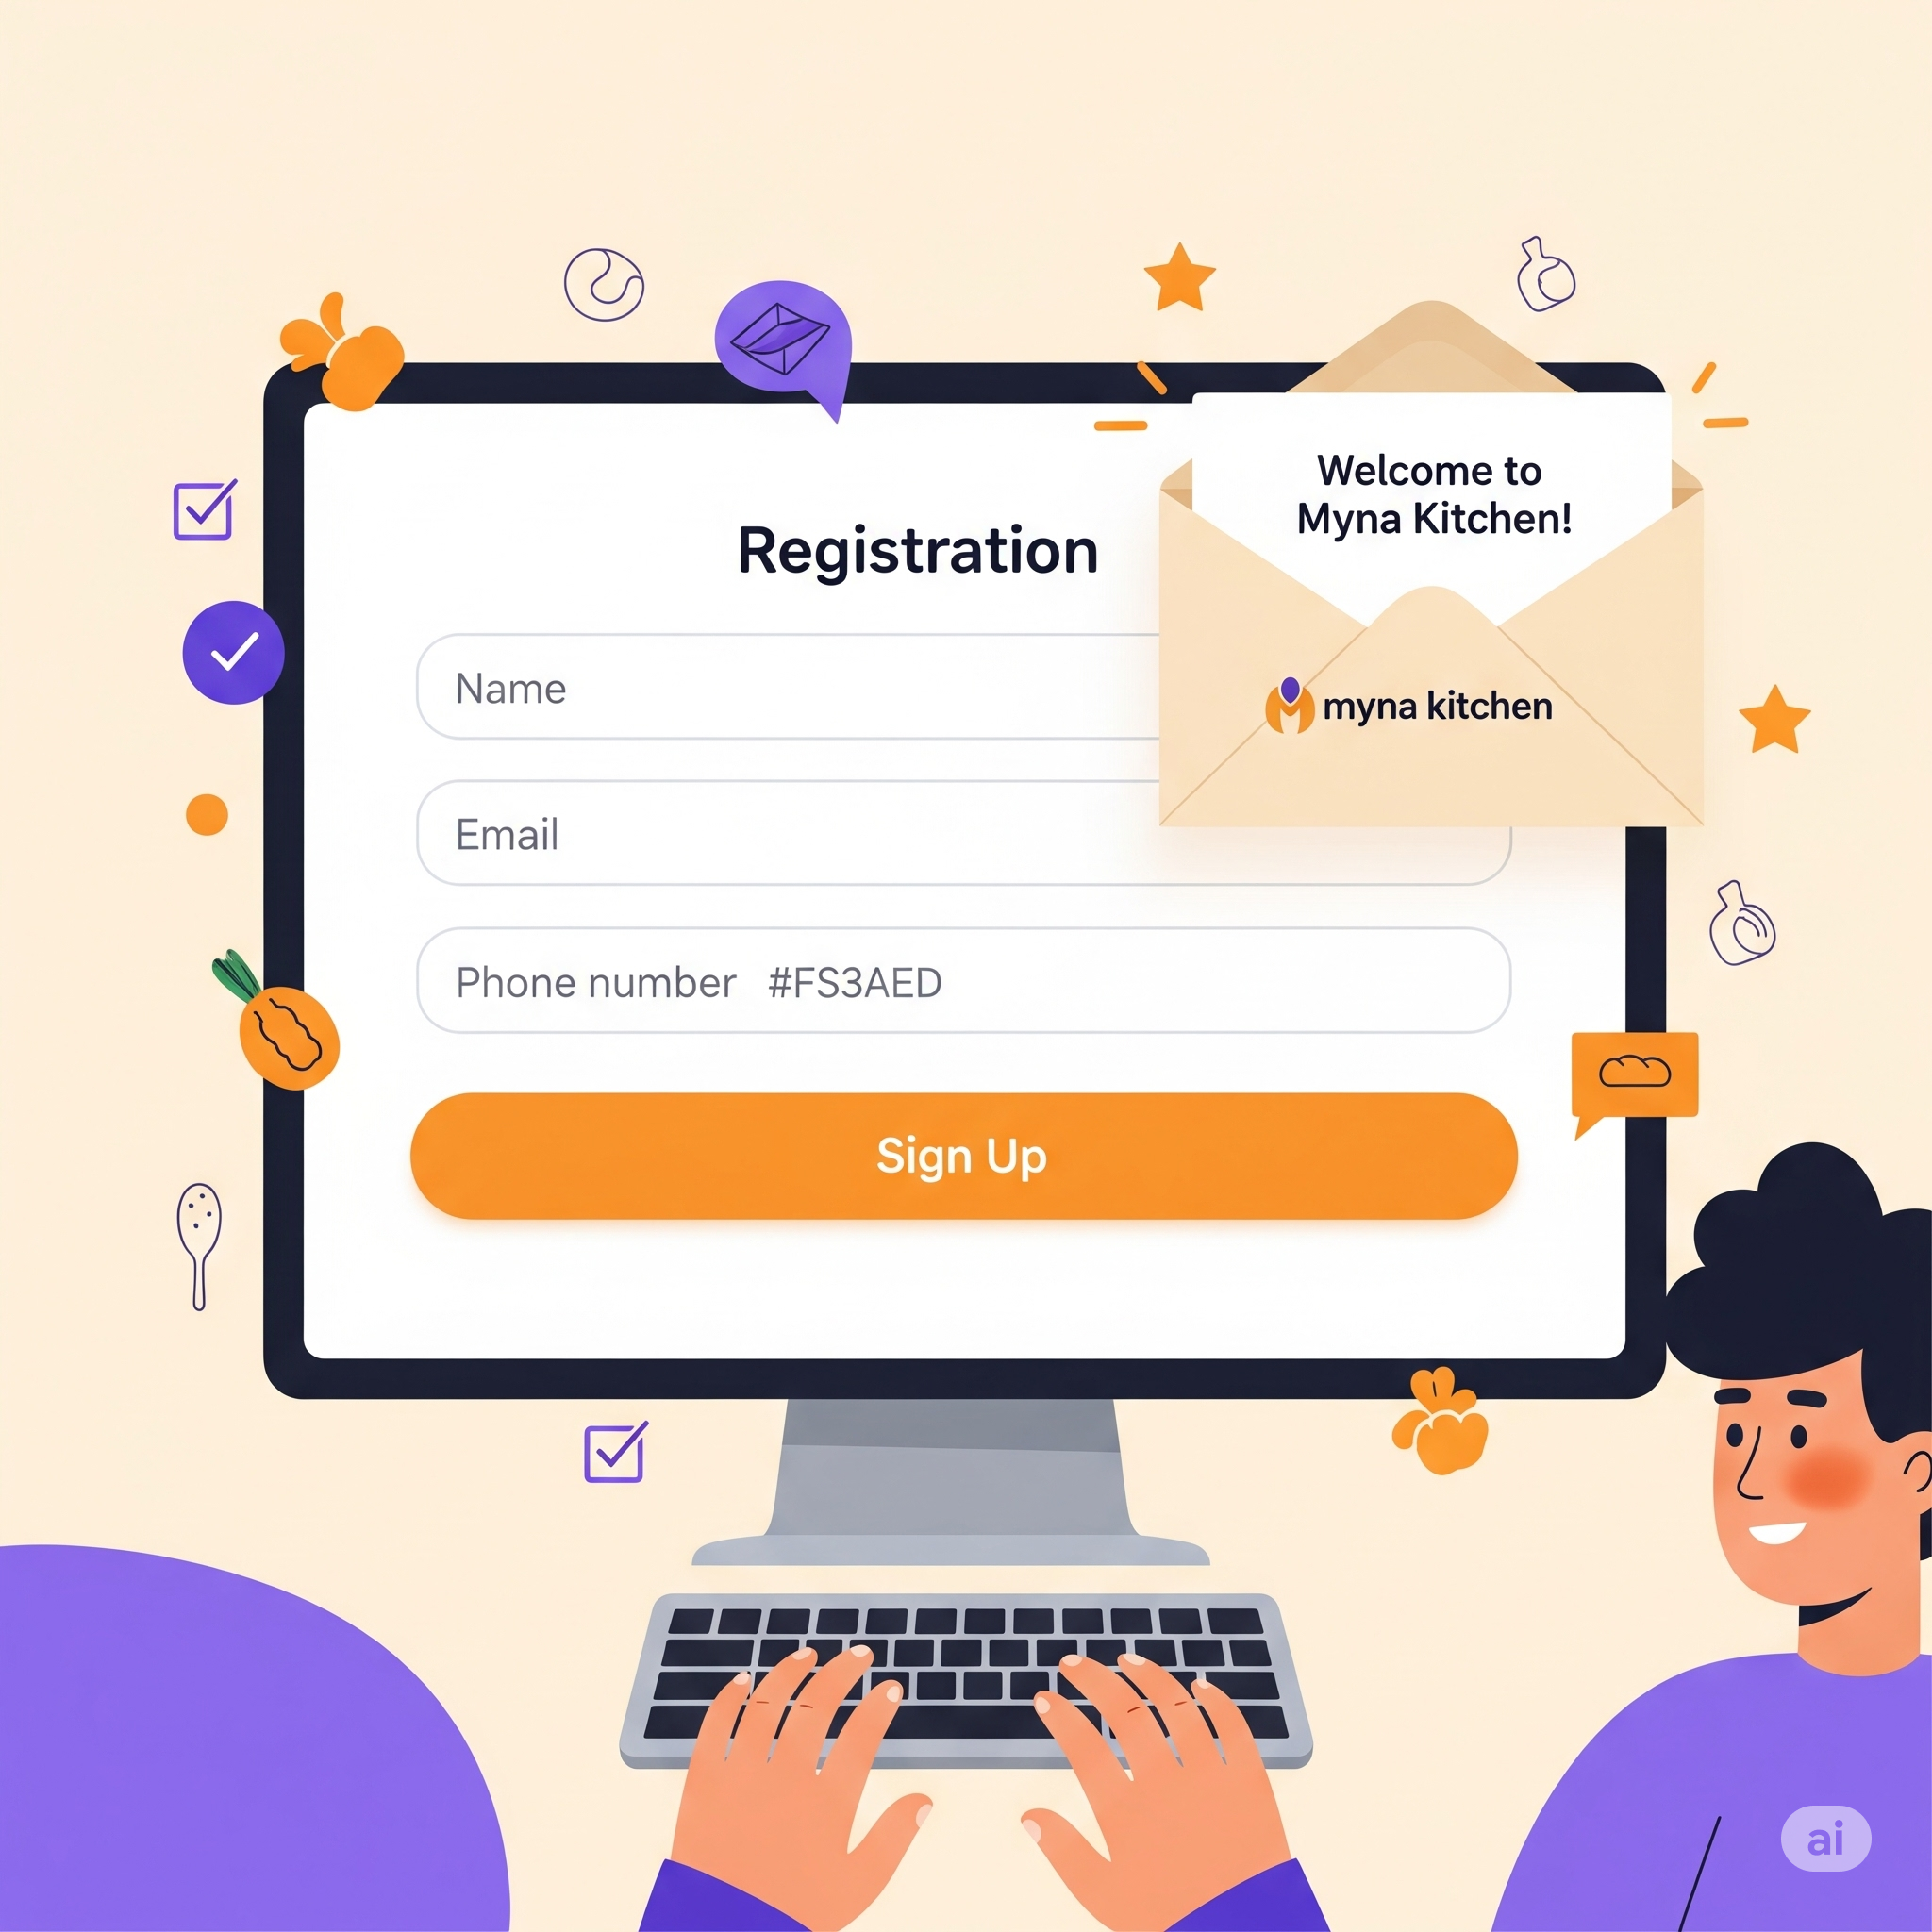 Welcome to
Myna Kitchen!
Registration
Name
myna kitchen
Email
Phone number #FS3AED
Sign Up
ai